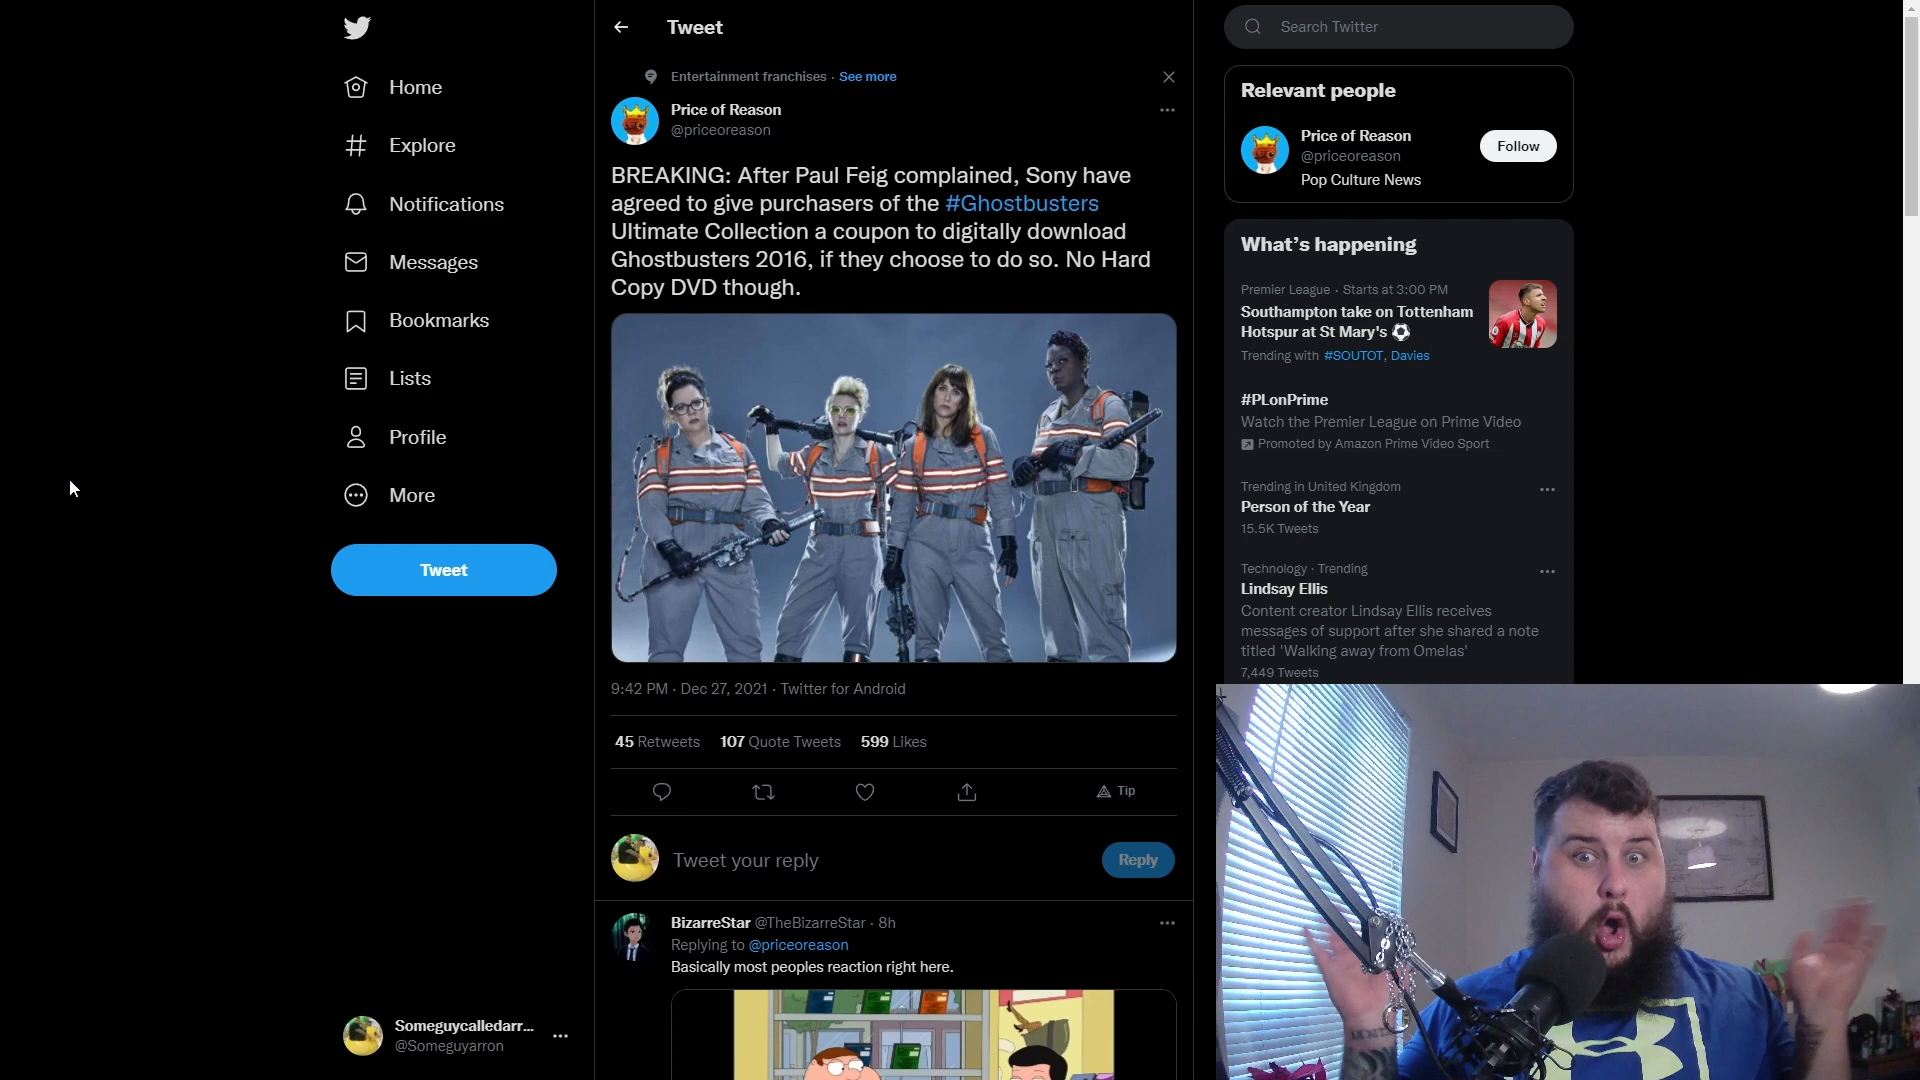 Home
Explore
Notifications
Messages
Bookmarks
Lists
Profile
More
Tweet
Someguycalledarr...
@Someguyarron
Tweet
Entertainment franchises · See more
Price of Reason
@priceoreason
BREAKING: After Paul Feig complained, Sony have
agreed to give purchasers of the #Ghostbusters
Ultimate Collection a coupon to digitally download
Ghostbusters 2016, if they choose to do so. No Hard
Copy DVD though.
9:42 PM · Dec 27, 2021 · Twitter for Android
45 Retweets 107 Quote Tweets 599 Likes
Tip
Tweet your reply
Reply
BizarreStar @TheBizarreStar · 8h
Replying to @priceoreason
Basically most peoples reaction right here.
Search Twitter
Relevant people
Price of Reason
@priceoreason
Follow
Pop Culture News
What's happening
Premier League · Starts at 3:00 PM
Southampton take on Tottenham
Hotspur at St Mary's ⚽
Trending with #SOUTOT, Davies
#PLonPrime
Watch the Premier League on Prime Video
Promoted by Amazon Prime Video Sport
Trending in United Kingdom
Person of the Year
15.5K Tweets
Technology · Trending
Lindsay Ellis
Content creator Lindsay Ellis receives
messages of support after she shared a note
titled 'Walking away from Omelas'
7,449 Tweets